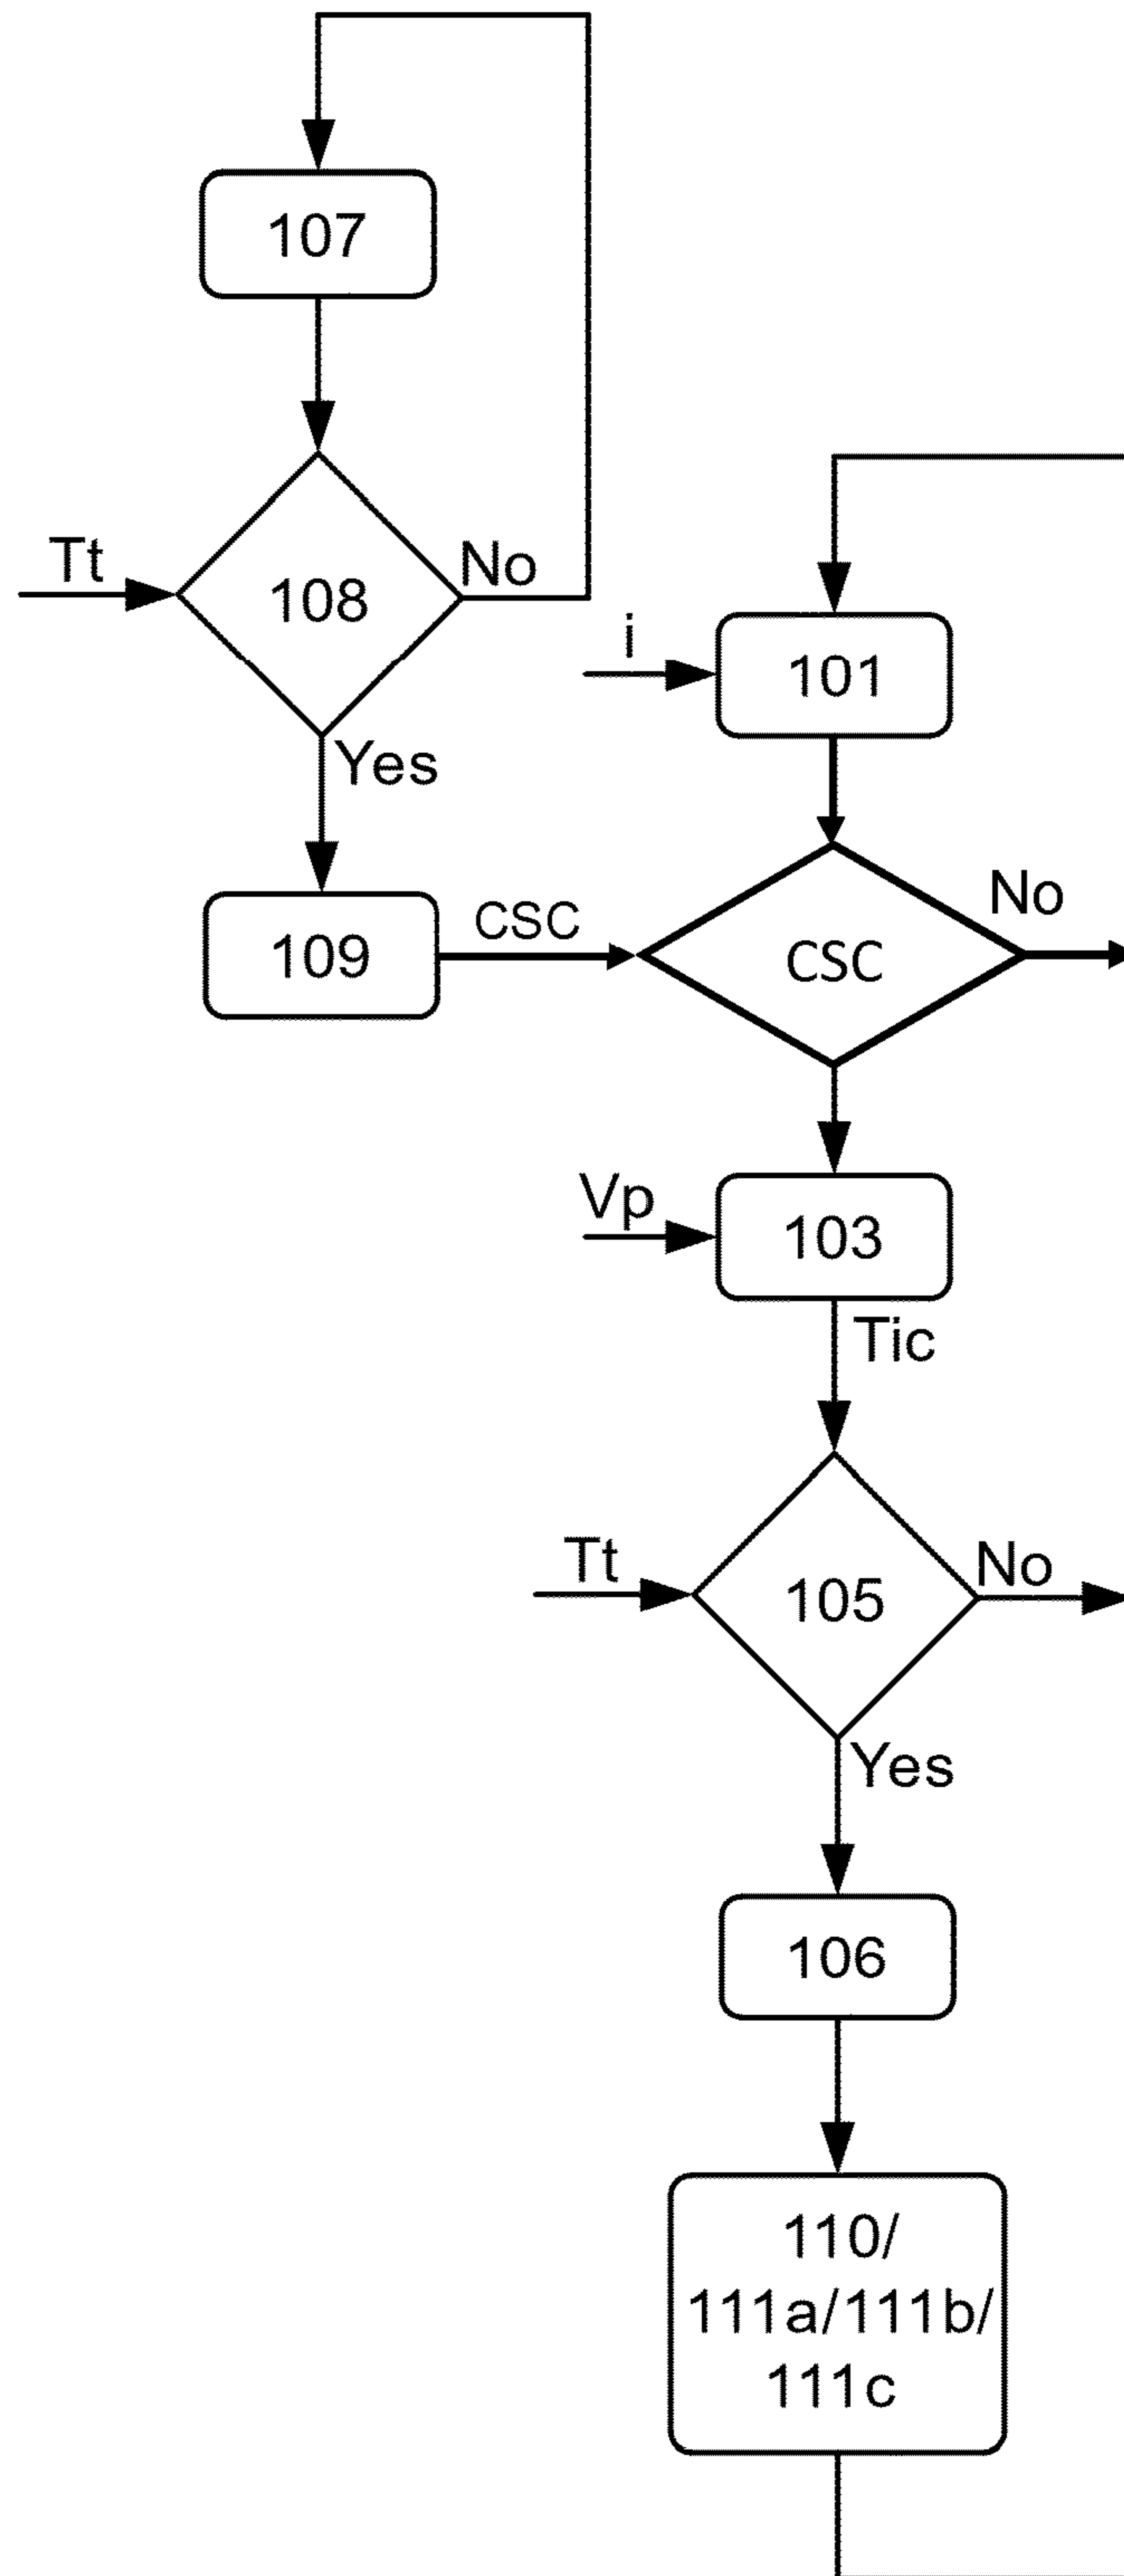 107
Tt
108
No
Yes
109
CSC
i
101
CSC
No
Vp
103
Tic
Tt
105
No
Yes
106
110/
111a/111b/
111c